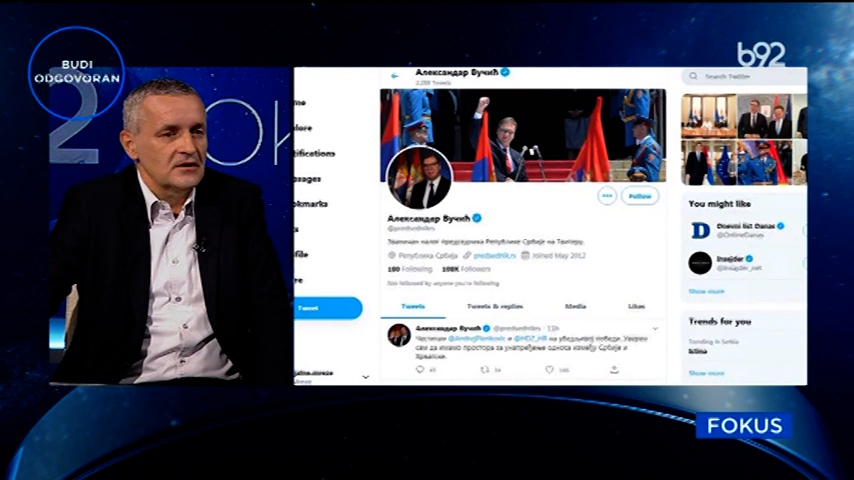 BUDI
ODGOVORAN
b92
Александар Вучић
Search Twitter
Follow
You might like
Dnevni list Danas
@OnlineDanas
Insajder
@insajder_net
Show more
Trends for you
Trending in Serbia
Istina
Show more
Александар Вучић
@predsednikrs
Званичан налог председника Републике Србије на Твитеру.
Република Србија predsednik.rs Joined May 2012
Following Followers
Tweets Tweets & replies Media Likes
Александар Вучић @predsednikrs · 11h
Честитам @AndrejPlenkovic и @HDZ_HR на убедљивој победи. Уверен
сам да имамо простора за унапређење односа између Србије и
Хрватске.
Tweet
FOKUS